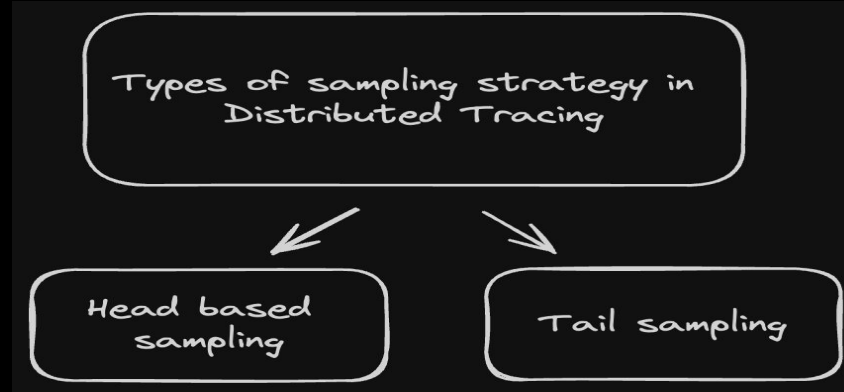 Types of sampling strategy in
Distributed Tracing
Head based
sampling
Tail sampling